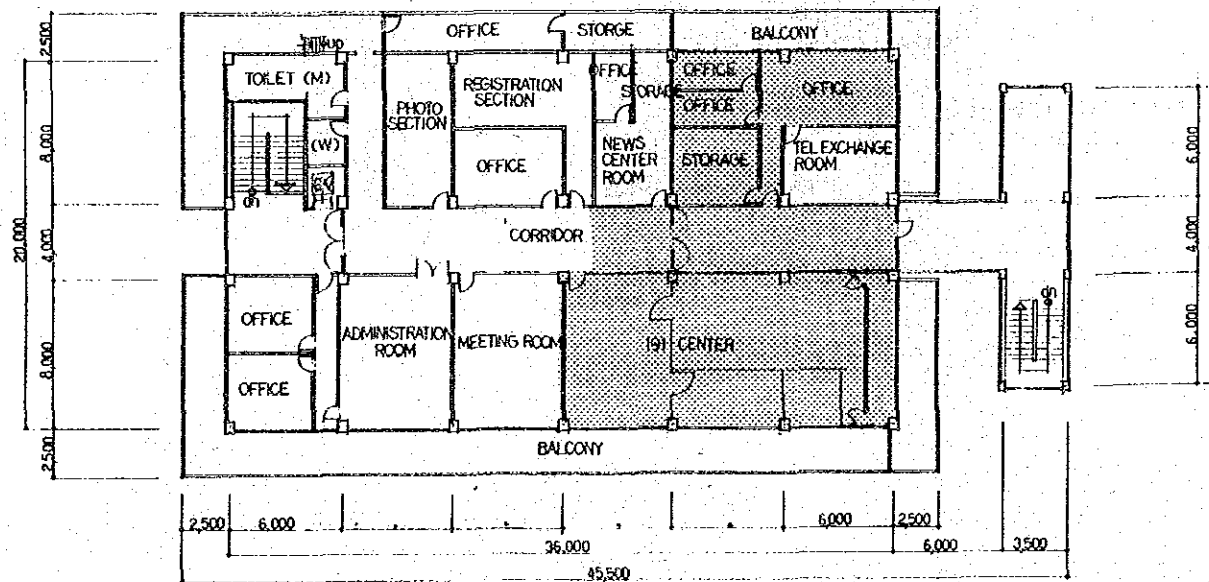 OFFICE STORGE BALCONY
up
TOILET (M)
REGISTRATION
SECTION
OFFICE
STORAGE
OFFICE
OFFICE
OFFICE
PHOTO
SECTION
(W)
OFFICE
NEWS
CENTER
ROOM
STORAGE
TEL EXCHANGE
ROOM
CORRIDOR
OFFICE
OFFICE
ADMINISTRATION
ROOM
MEETING ROOM
191 CENTER
BALCONY
2,500
8,000
4,000
8,000
2,500
20,000
6,000
4,000
6,000
2,500 6,000 6,000 2,500
36,000 6,000 3,500
45,500